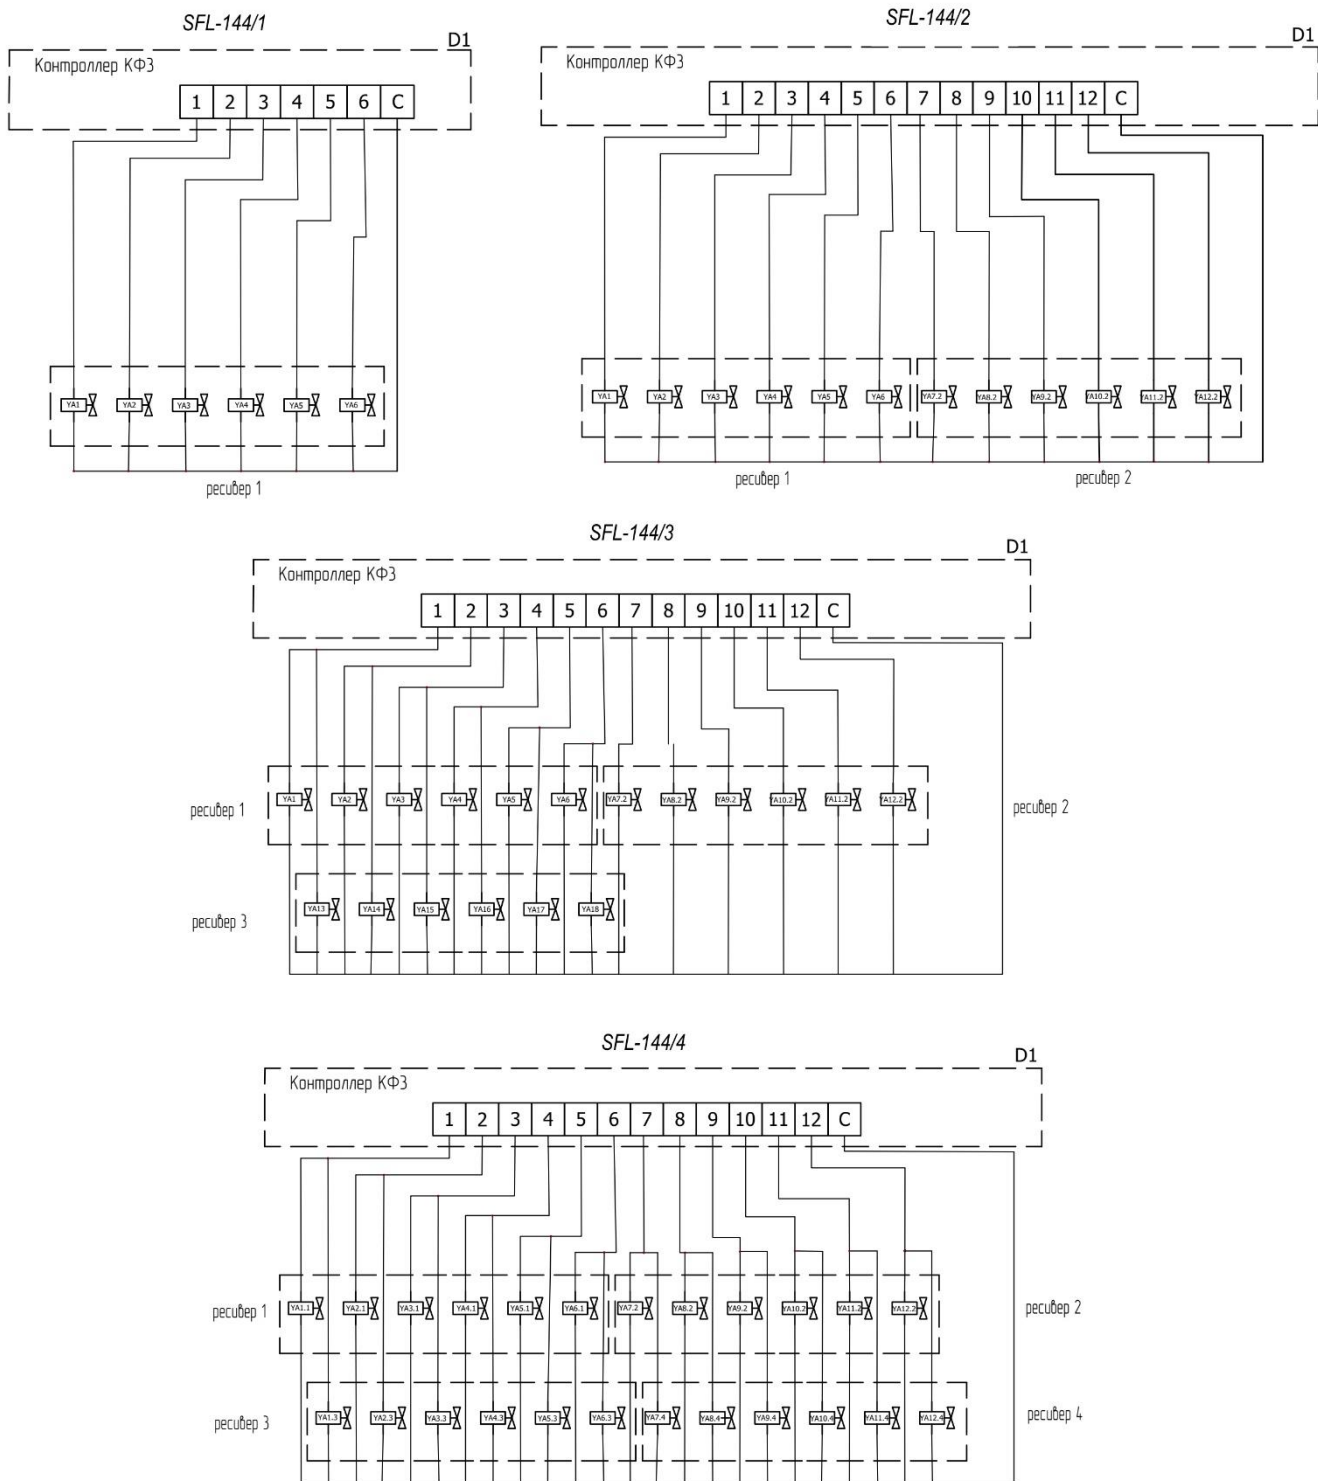 SFL-144/1
D1
Контроллер КФ3
1 2 3 4 5 6 C
YA1 YA2 YA3 YA4 YA5 YA6
ресивер 1
SFL-144/2
D1
Контроллер КФ3
1 2 3 4 5 6 7 8 9 10 11 12 C
YA1 YA2 YA3 YA4 YA5 YA6 YA7.2 YA8.2 YA9.2 YA10.2 YA11.2 YA12.2
ресивер 1 ресивер 2
SFL-144/3
D1
Контроллер КФ3
1 2 3 4 5 6 7 8 9 10 11 12 C
ресивер 1 YA1 YA2 YA3 YA4 YA5 YA6 YA7.2 YA8.2 YA9.2 YA10.2 YA11.2 YA12.2 ресивер 2
ресивер 3 YA13 YA14 YA15 YA16 YA17 YA18
SFL-144/4
D1
Контроллер КФ3
1 2 3 4 5 6 7 8 9 10 11 12 C
ресивер 1 YA1.1 YA2.1 YA3.1 YA4.1 YA5.1 YA6.1 YA7.2 YA8.2 YA9.2 YA10.2 YA11.2 YA12.2 ресивер 2
ресивер 3 YA1.3 YA2.3 YA3.3 YA4.3 YA5.3 YA6.3 YA7.4 YA8.4 YA9.4 YA10.4 YA11.4 YA12.4 ресивер 4